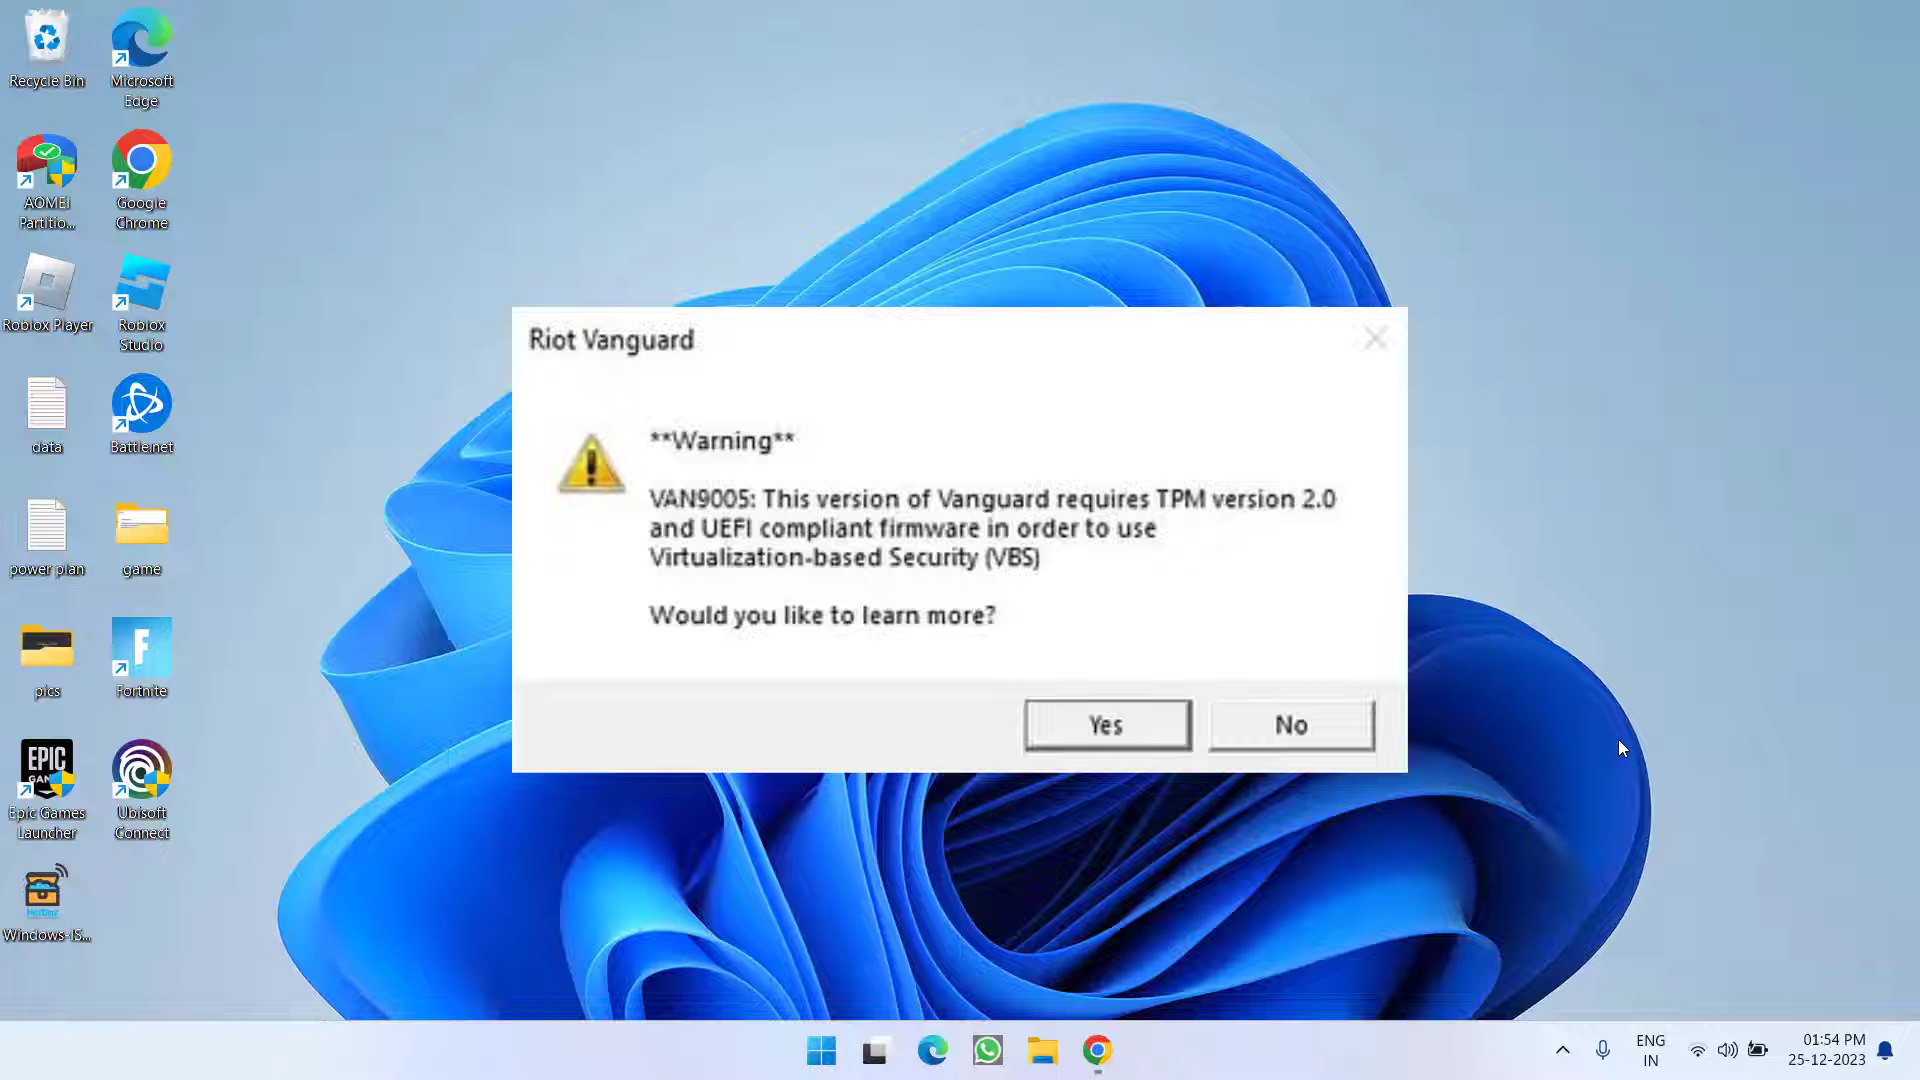 Recycle Bin
Microsoft
Edge
AOMEI
Partitio...
Google
Chrome
Roblox Player
Roblox
Studio
data
Battle.net
power plan
game
pics
F
Fortnite
EPIC
GAMES
Epic Games
Launcher
Ubisoft
Connect
Windows-IS...
Riot Vanguard
**Warning**
VAN9005: This version of Vanguard requires TPM version 2.0
and UEFI compliant firmware in order to use
Virtualization-based Security (VBS)
Would you like to learn more?
Yes
No
ENG
IN
01:54 PM
25-12-2023